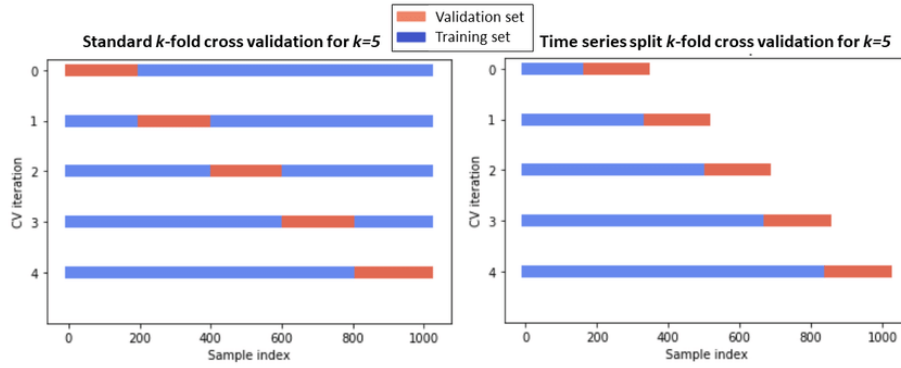 Validation set
Training set
Standard k-fold cross validation for k=5
Time series split k-fold cross validation for k=5
CV iteration
0
1
2
3
4
0 200 400 600 800 1000
Sample index
CV iteration
0
1
2
3
4
0 200 400 600 800 1000
Sample index